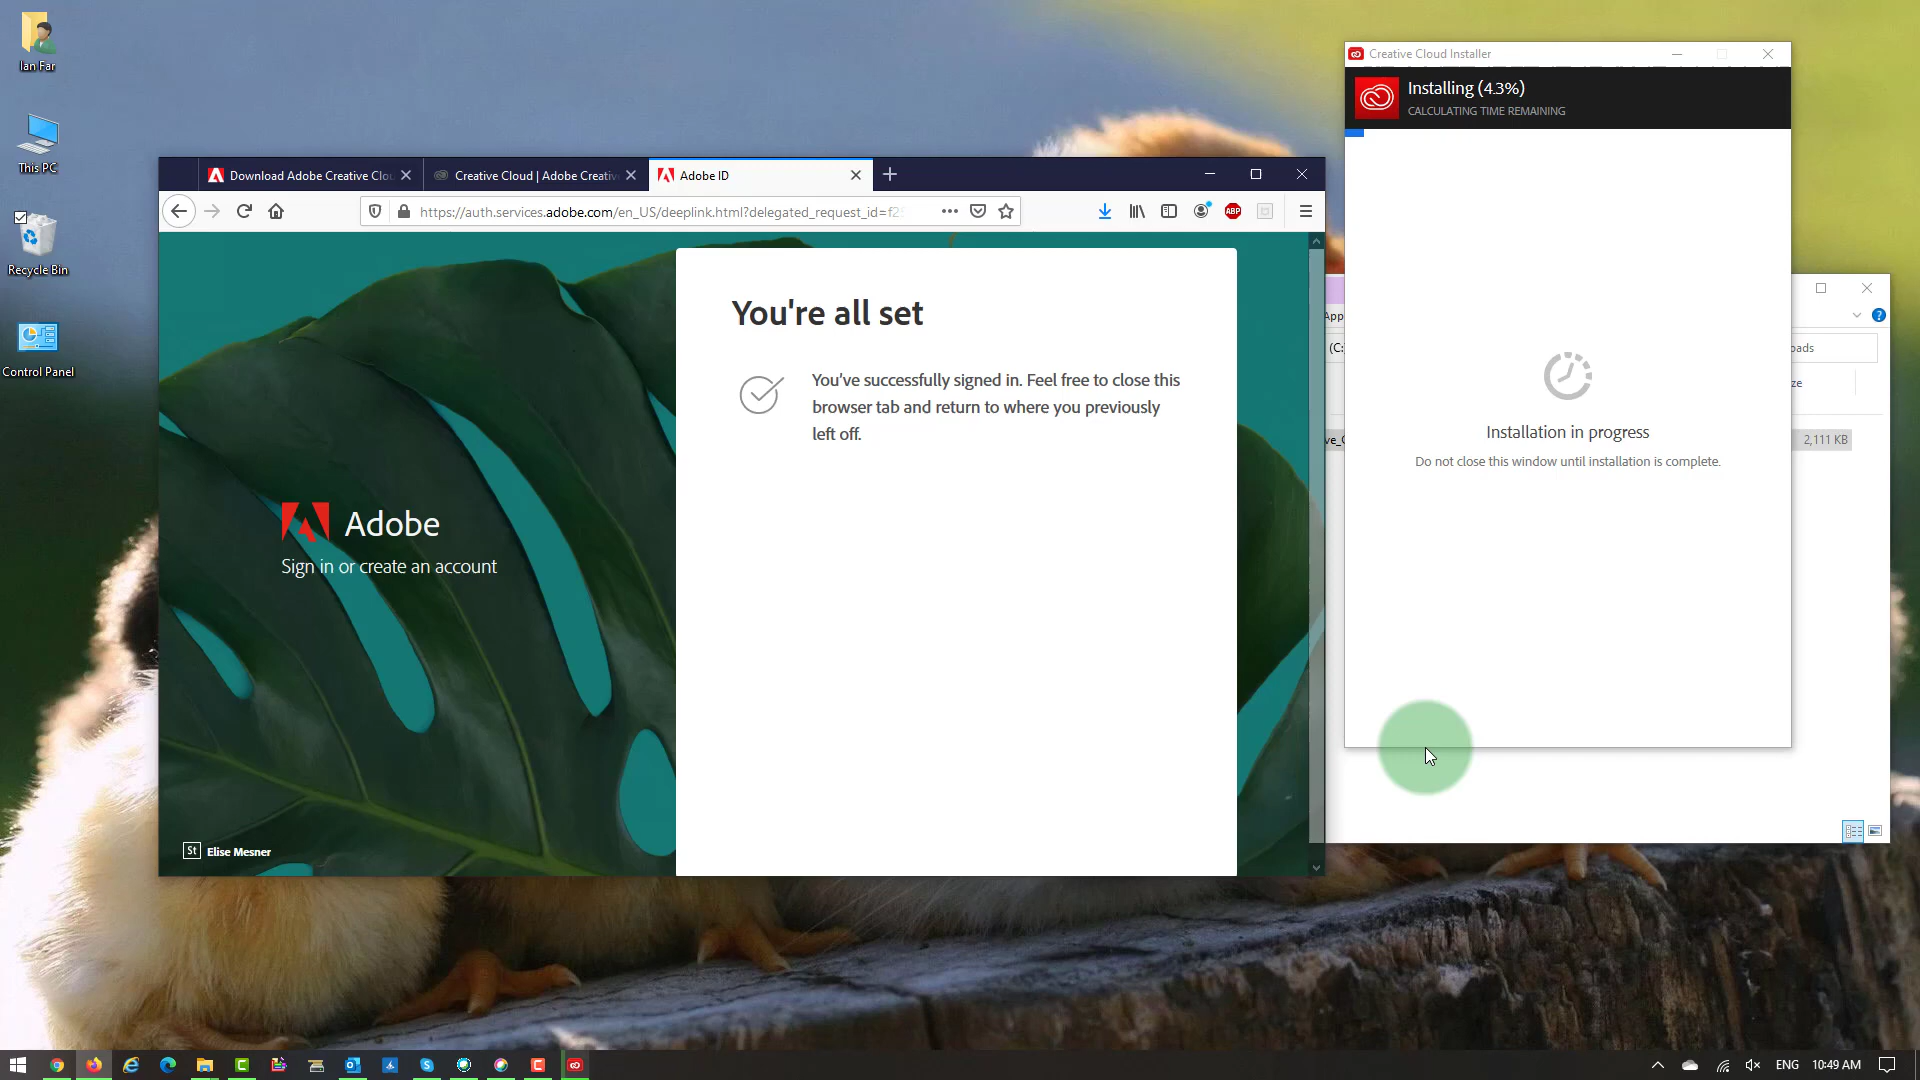 Ian Far
This PC
Recycle Bin
Control Panel
Download Adobe Creative Clou
Creative Cloud | Adobe Creativ
Adobe ID
https://auth.services.adobe.com/en_US/deeplink.html?delegated_request_id=f2
ABP
You're all set
You've successfully signed in. Feel free to close this
browser tab and return to where you previously
left off.
Adobe
Sign in or create an account
St Elise Mesner
Creative Cloud Installer
Installing (4.3%)
CALCULATING TIME REMAINING
Installation in progress
Do not close this window until installation is complete.
App
(C:
oads
ze
ve_
2,111 KB
ENG
10:49 AM